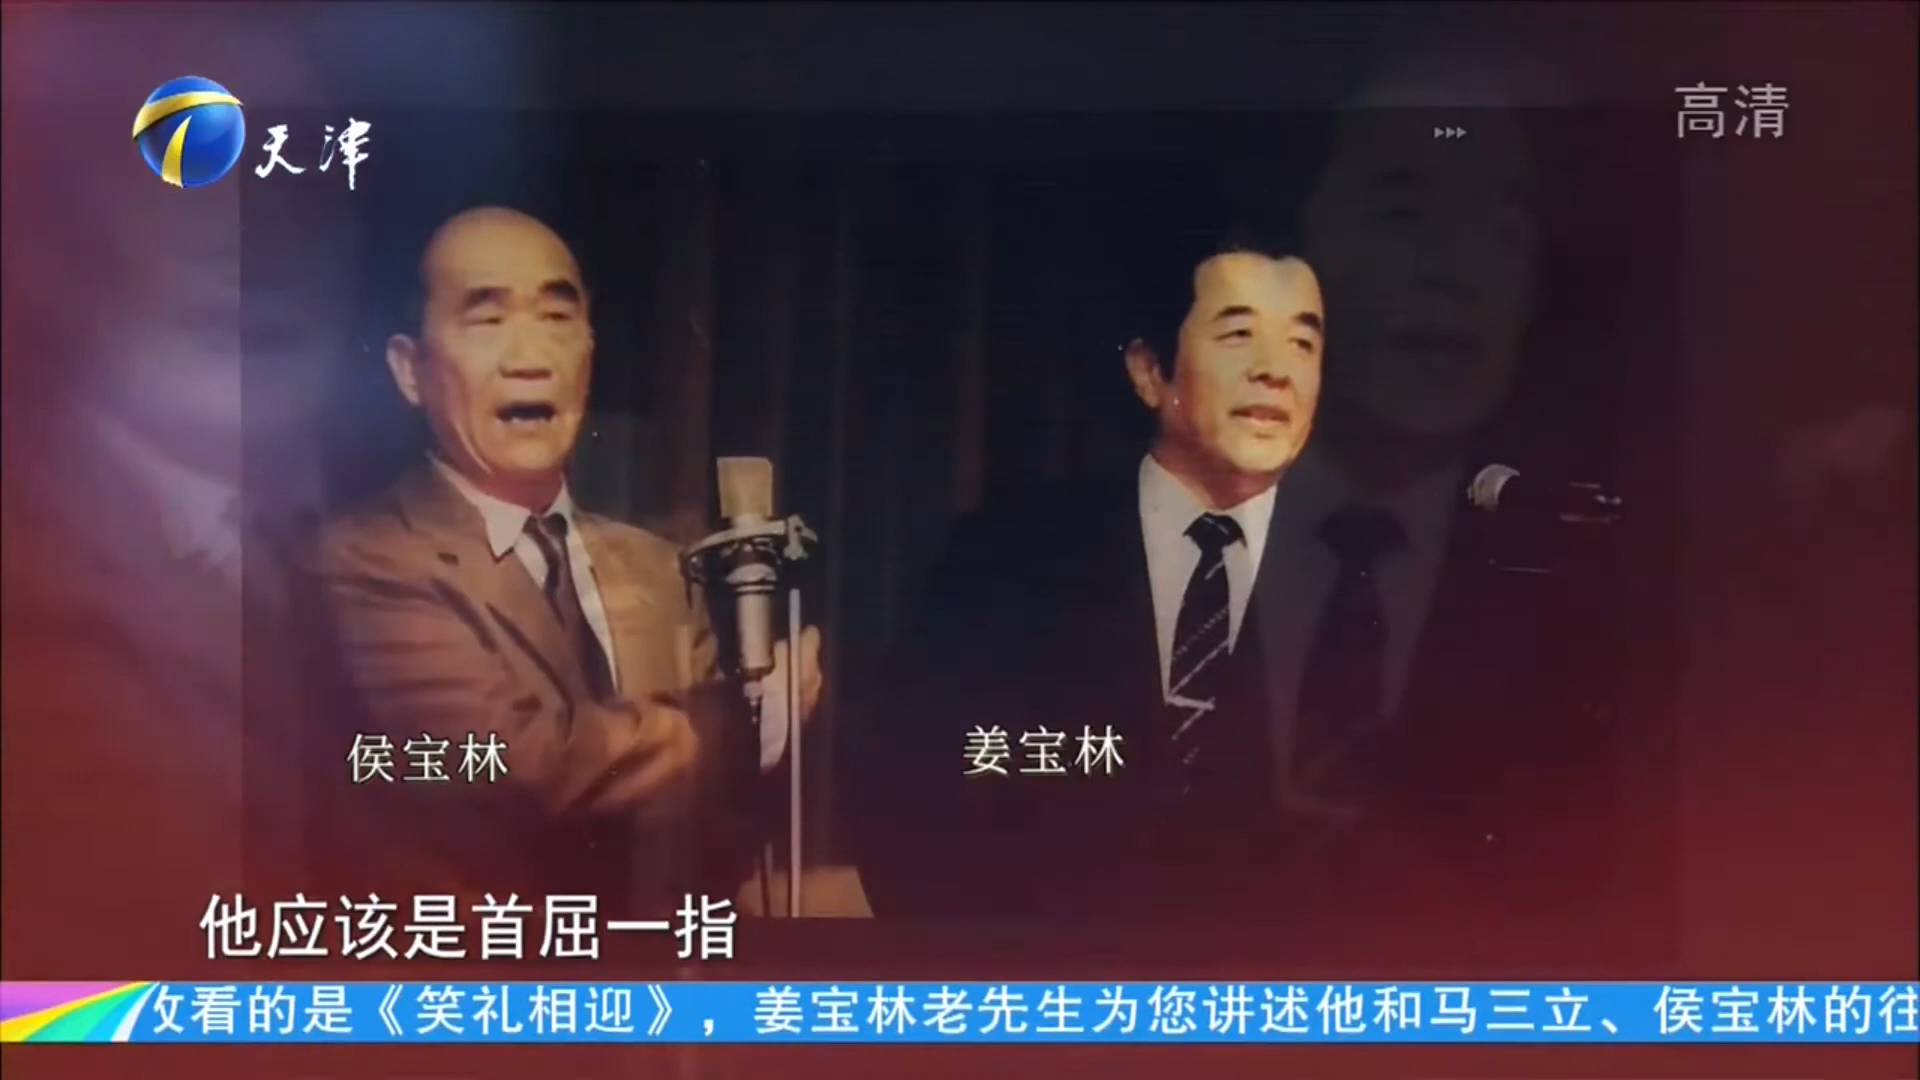 天津
高清
侯宝林
姜宝林
他应该是首屈一指
看的是《笑礼相迎》，姜宝林老先生为您讲述他和马三立、侯宝林的往